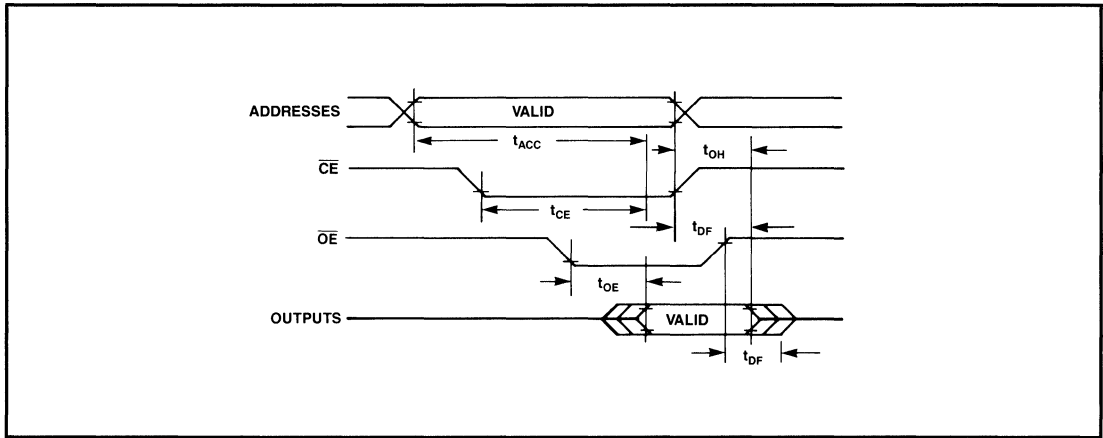 ADDRESSES
VALID
tACC
tOH
CE
tCE
tDF
OE
tOE
OUTPUTS
VALID
tDF